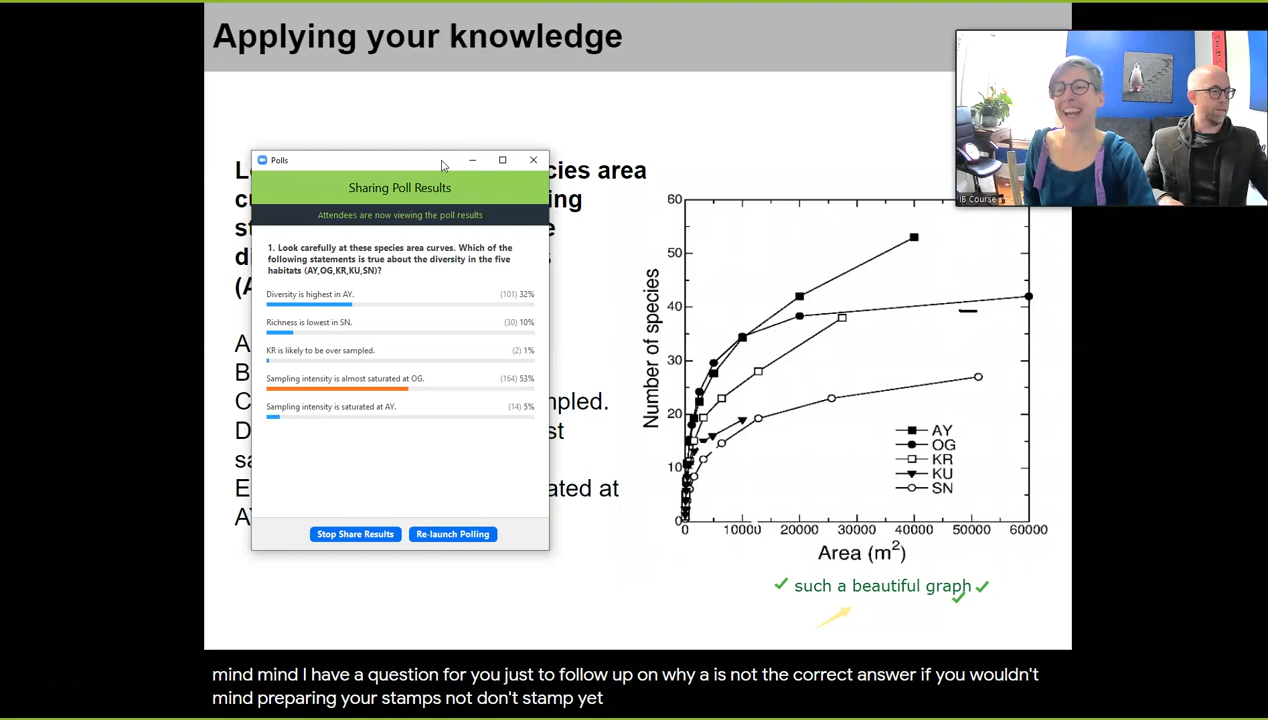 Applying your knowledge
IB Course
cies area
ing
Polls
Sharing Poll Results
Attendees are now viewing the poll results
1. Look carefully at these species area curves. Which of the
following statements is true about the diversity in the five
habitats (AY,OG,KR,KU,SN)?
Diversity is highest in AY. (101) 32%
Richness is lowest in SN. (30) 10%
KR is likely to be over sampled. (2) 1%
Sampling intensity is almost saturated at OG. (164) 53%
Sampling intensity is saturated at AY. (14) 5%
Stop Share Results Re-launch Polling
A
B
C mpled.
D st
sa
E ated at
Number of species
60
50
40
30
20
10
0
AY
OG
KR
KU
SN
0 10000 20000 30000 40000 50000 60000
Area (m²)
such a beautiful graph
mind mind I have a question for you just to follow up on why a is not the correct answer if you wouldn't
mind preparing your stamps not don't stamp yet